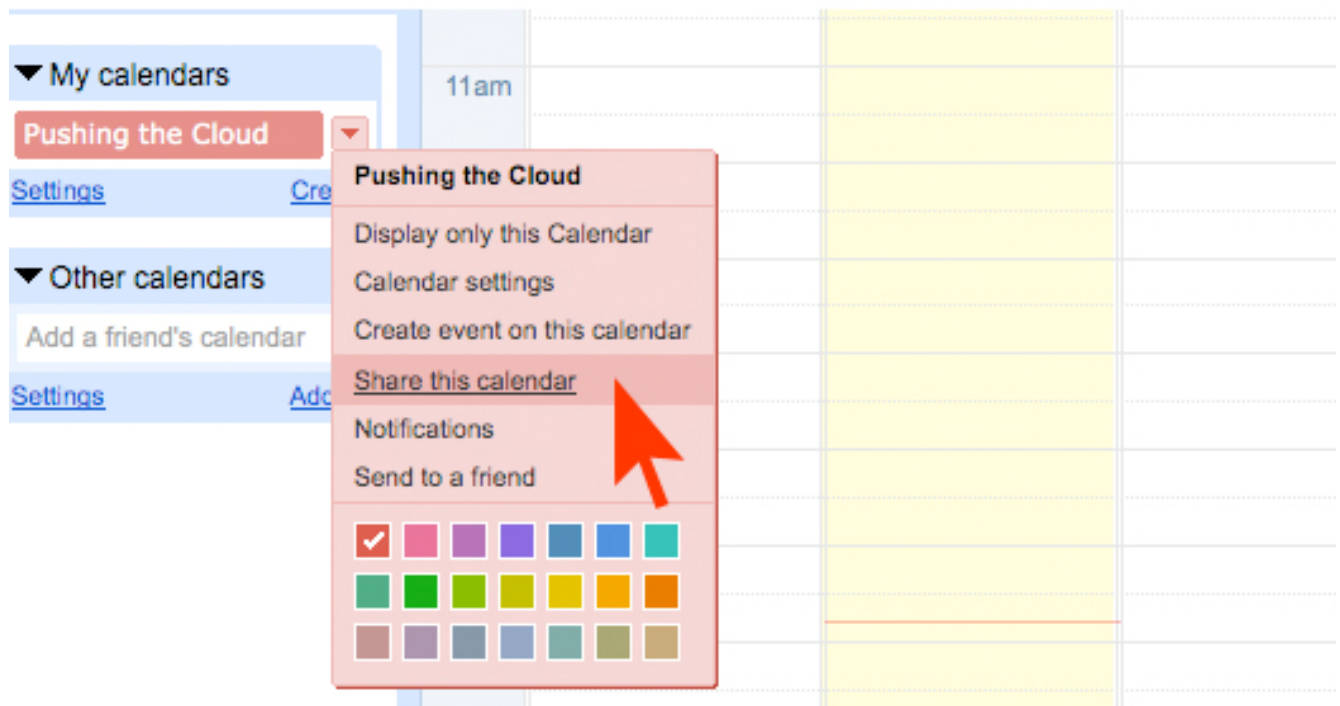 My calendars
11am
Pushing the Cloud
Settings
Pushing the Cloud
Display only this Calendar
Other calendars
Calendar settings
Add a friend's calendar
Create event on this calendar
Settings
Share this calendar
Notifications
Send to a friend